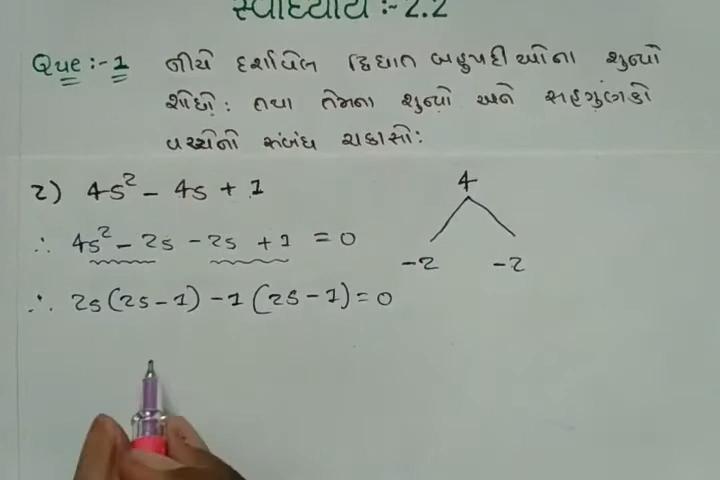 સ્વાધ્યાય :- 2.2
Que :- 1 નીચે દર્શાવેલ દ્વિઘાત બહુપદીઓના શુન્યો
શોધો : તથા તેમના શુન્યો અને સહગુણકો
વચ્ચેનો સંબંધ ચકાસો :
2) 4s² - 4s + 1
∴ 4s² - 2s - 2s + 1 = 0
∴ 2s(2s - 1) - 1(2s - 1) = 0
4
-2 -2